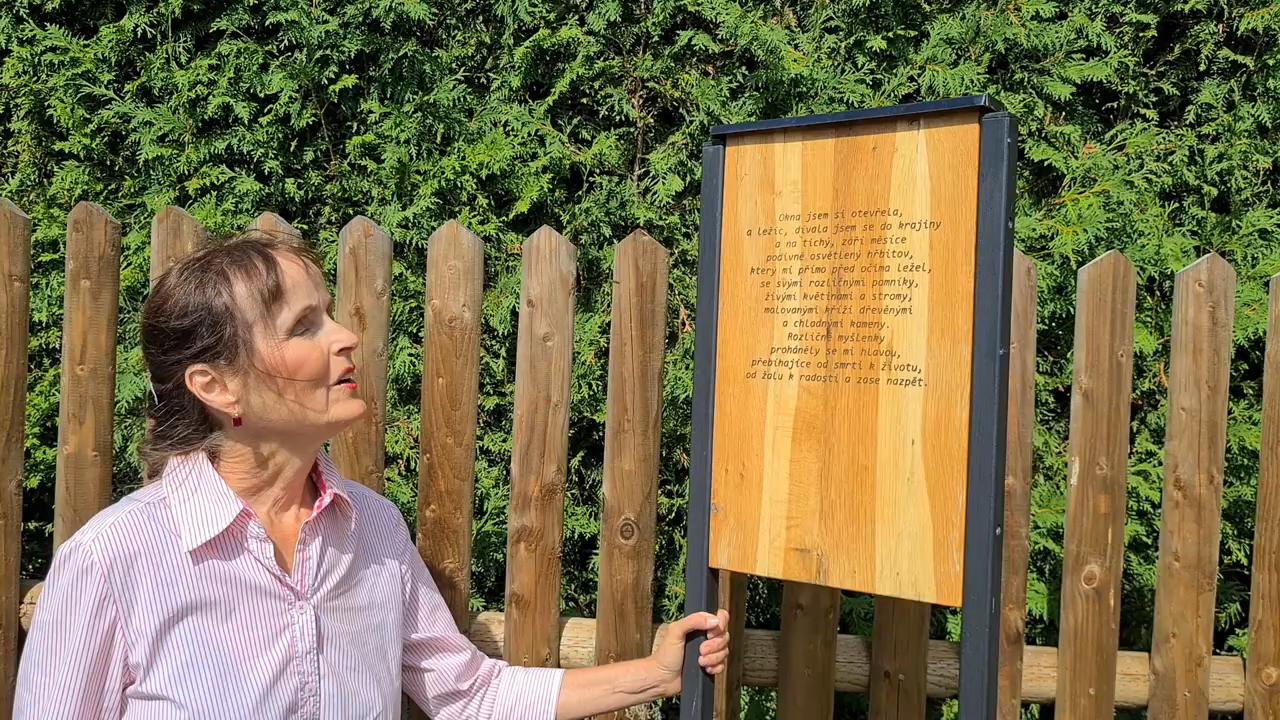 Okna jsem si otevřela,
a ležíc, dívala jsem se do krajiny
a na tichý, září měsíce
podivně osvětlený hřbitov,
který mi přímo před očima ležel,
se svými rozličnými pomníky,
živými květinami a stromy,
malovanými kříži dřevěnými
a chladnými kameny.
Rozličné myšlenky
proháněly se mi hlavou,
přebíhajíce od smrti k životu,
od žalu k radosti a zase nazpět.